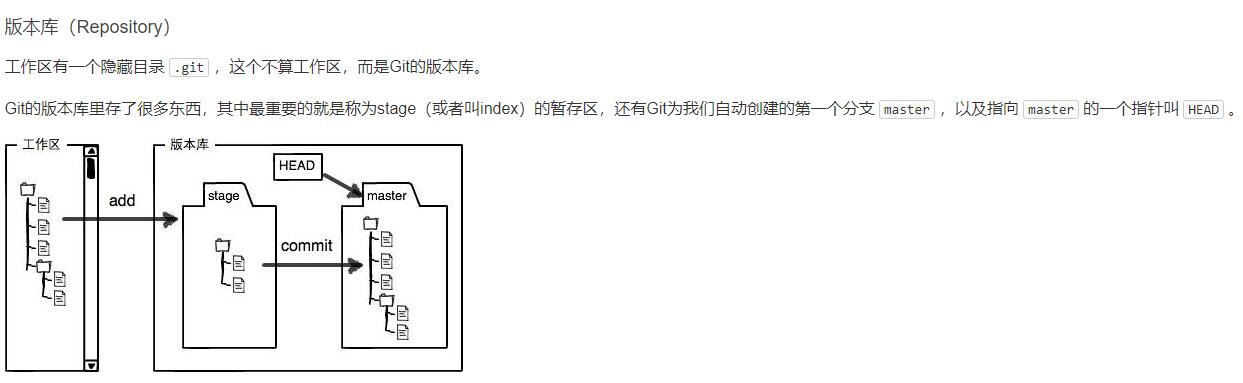 版本库（Repository）
工作区有一个隐藏目录 .git ，这个不算工作区，而是Git的版本库。
Git的版本库里存了很多东西，其中最重要的就是称为stage（或者叫index）的暂存区，还有Git为我们自动创建的第一个分支 master ，以及指向 master 的一个指针叫 HEAD 。
工作区
版本库
HEAD
stage
master
add
commit